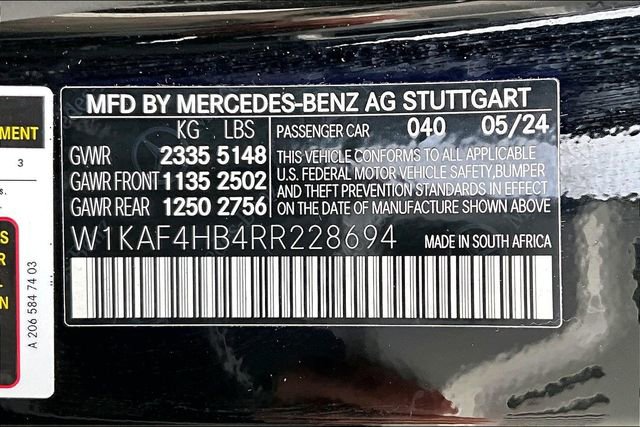 MFD BY MERCEDES-BENZ AG STUTTGART
KG LBS
GWR 2335 5148
GAWR FRONT 1135 2502
GAWR REAR 1250 2756
PASSENGER CAR 040 05/24
THIS VEHICLE CONFORMS TO ALL APPLICABLE
U.S. FEDERAL MOTOR VEHICLE SAFETY,BUMPER
AND THEFT PREVENTION STANDARDS IN EFFECT
ON THE DATE OF MANUFACTURE SHOWN ABOVE
W1KAF4HB4RR228694 MADE IN SOUTH AFRICA
MENT
3
s.
S
R
L-
N
A 206 584 74 03